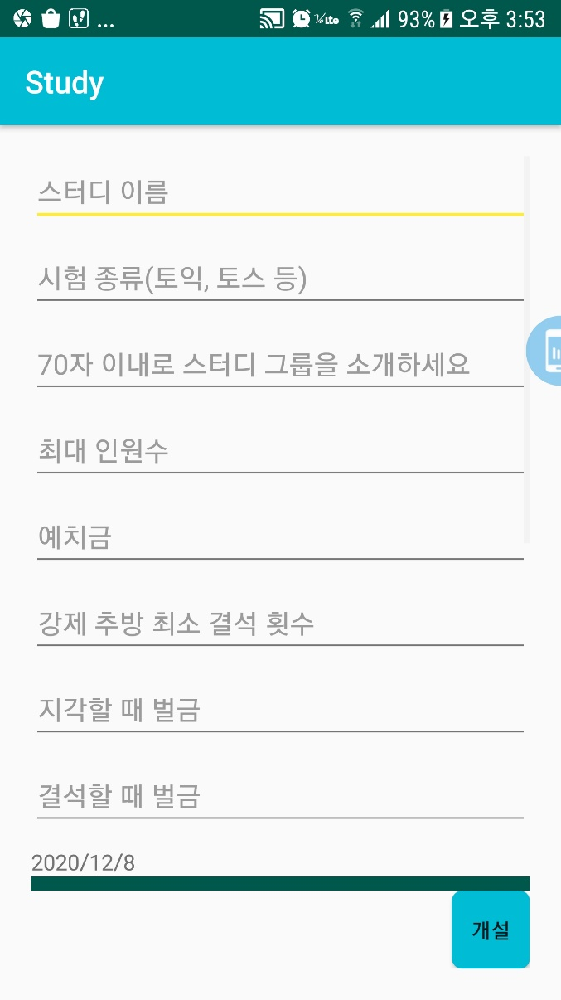 ... VoLTE 93% 오후 3:53
Study
스터디 이름
시험 종류(토익, 토스 등)
70자 이내로 스터디 그룹을 소개하세요
최대 인원수
예치금
강제 추방 최소 결석 횟수
지각할 때 벌금
결석할 때 벌금
2020/12/8
개설